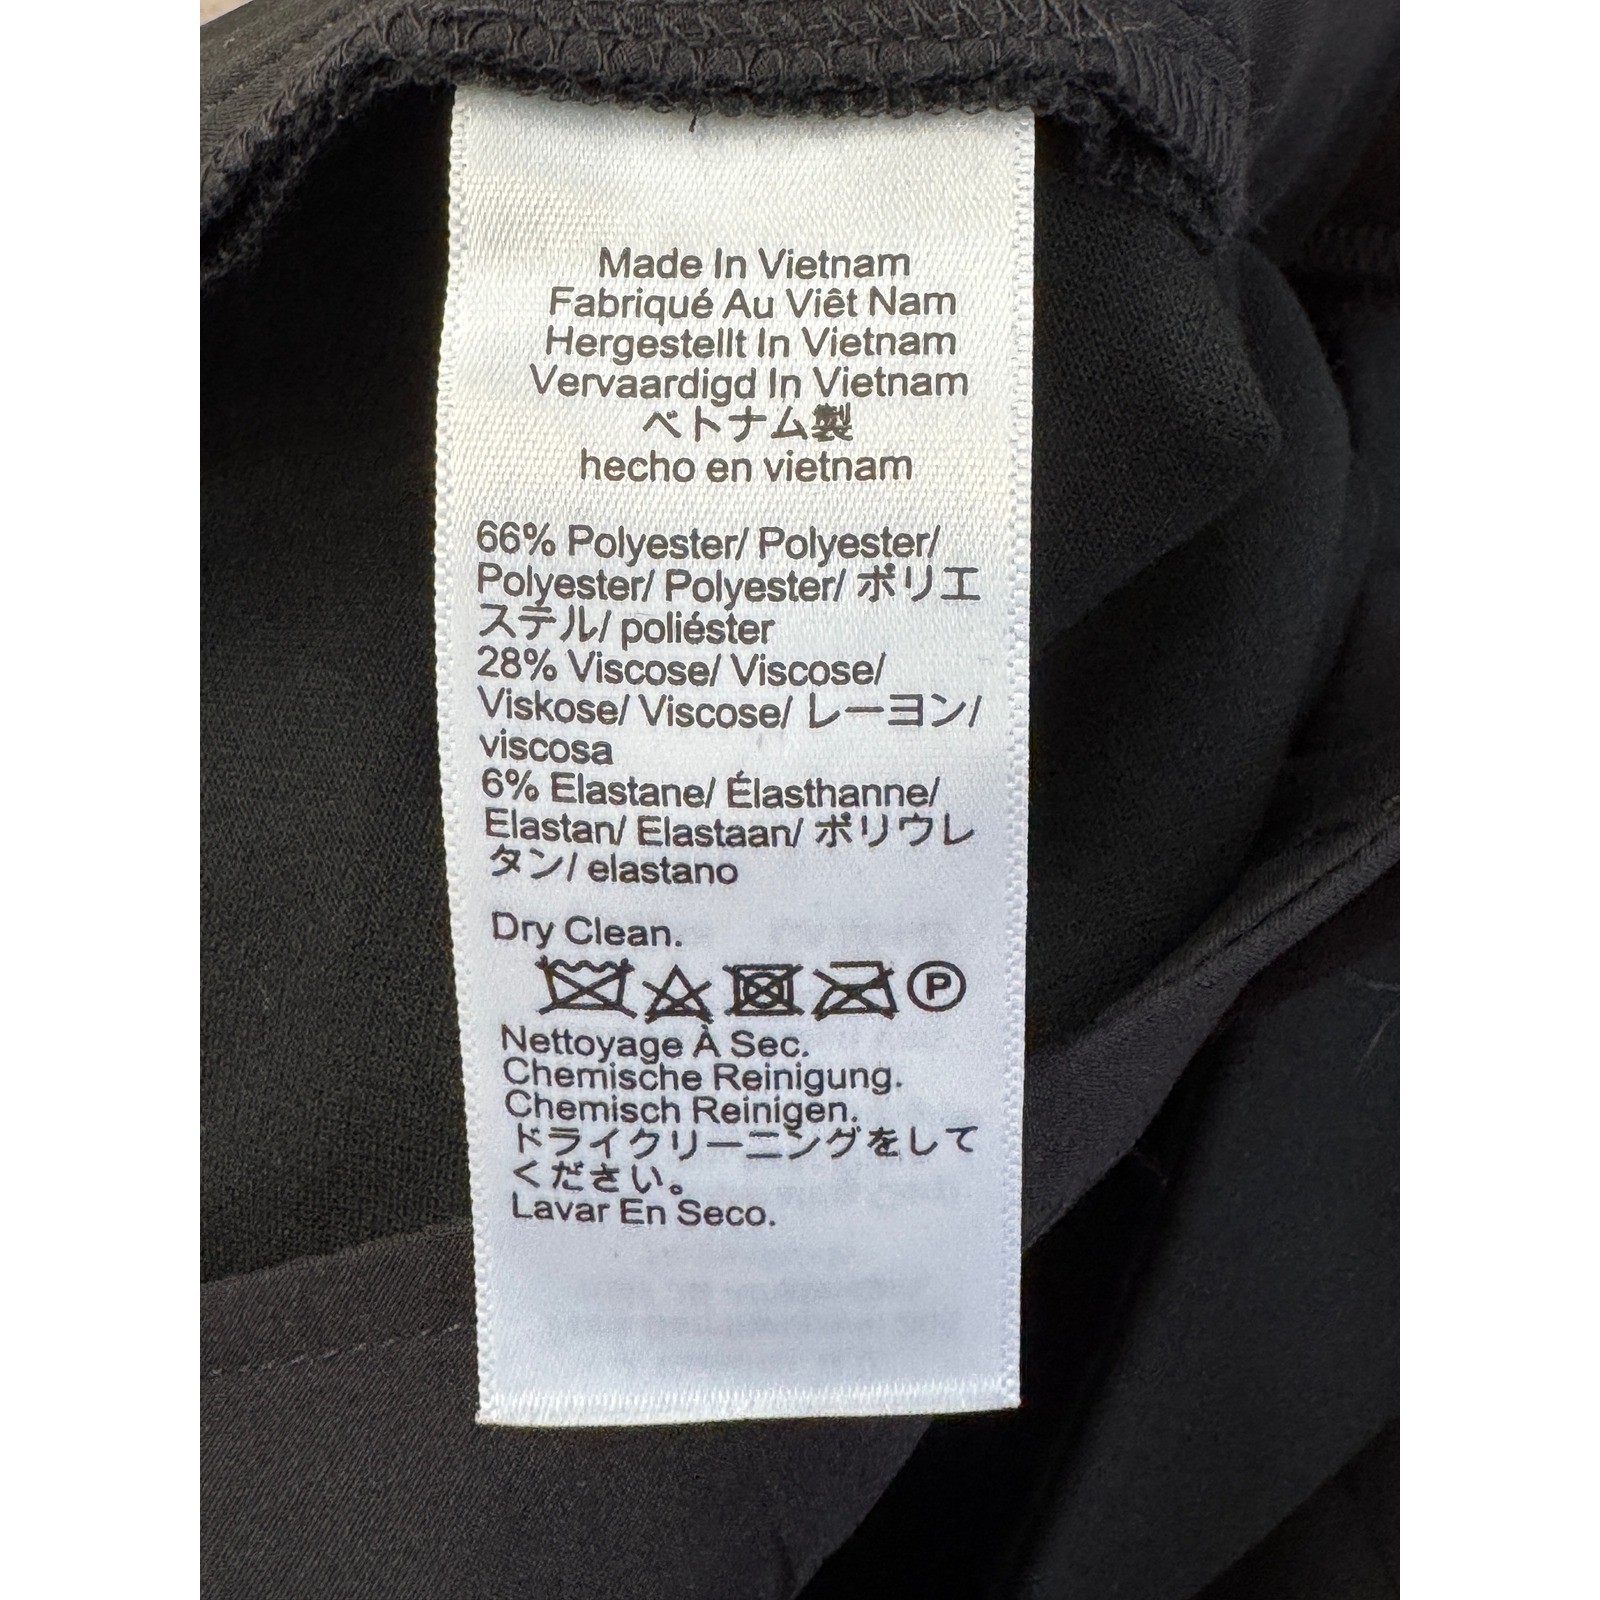 Made In Vietnam
Fabriqué Au Viêt Nam
Hergestellt In Vietnam
Vervaardigd In Vietnam
ベトナム製
hecho en vietnam
66% Polyester/ Polyester/
Polyester/ Polyester/ ポリエ
ステル/ poliéster
28% Viscose/ Viscose/
Viskose/ Viscose/ レーヨン/
viscosa
6% Elastane/ Élasthanne/
Elastan/ Elastaan/ ポリウレ
タン/ elastano
Dry Clean.
P
Nettoyage À Sec.
Chemische Reinigung.
Chemisch Reinigen.
ドライクリーニングをして
ください。
Lavar En Seco.